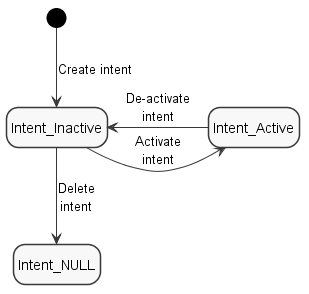 Create intent
De-activate
intent
Intent_Inactive
Intent_Active
Activate
intent
Delete
intent
Intent_NULL